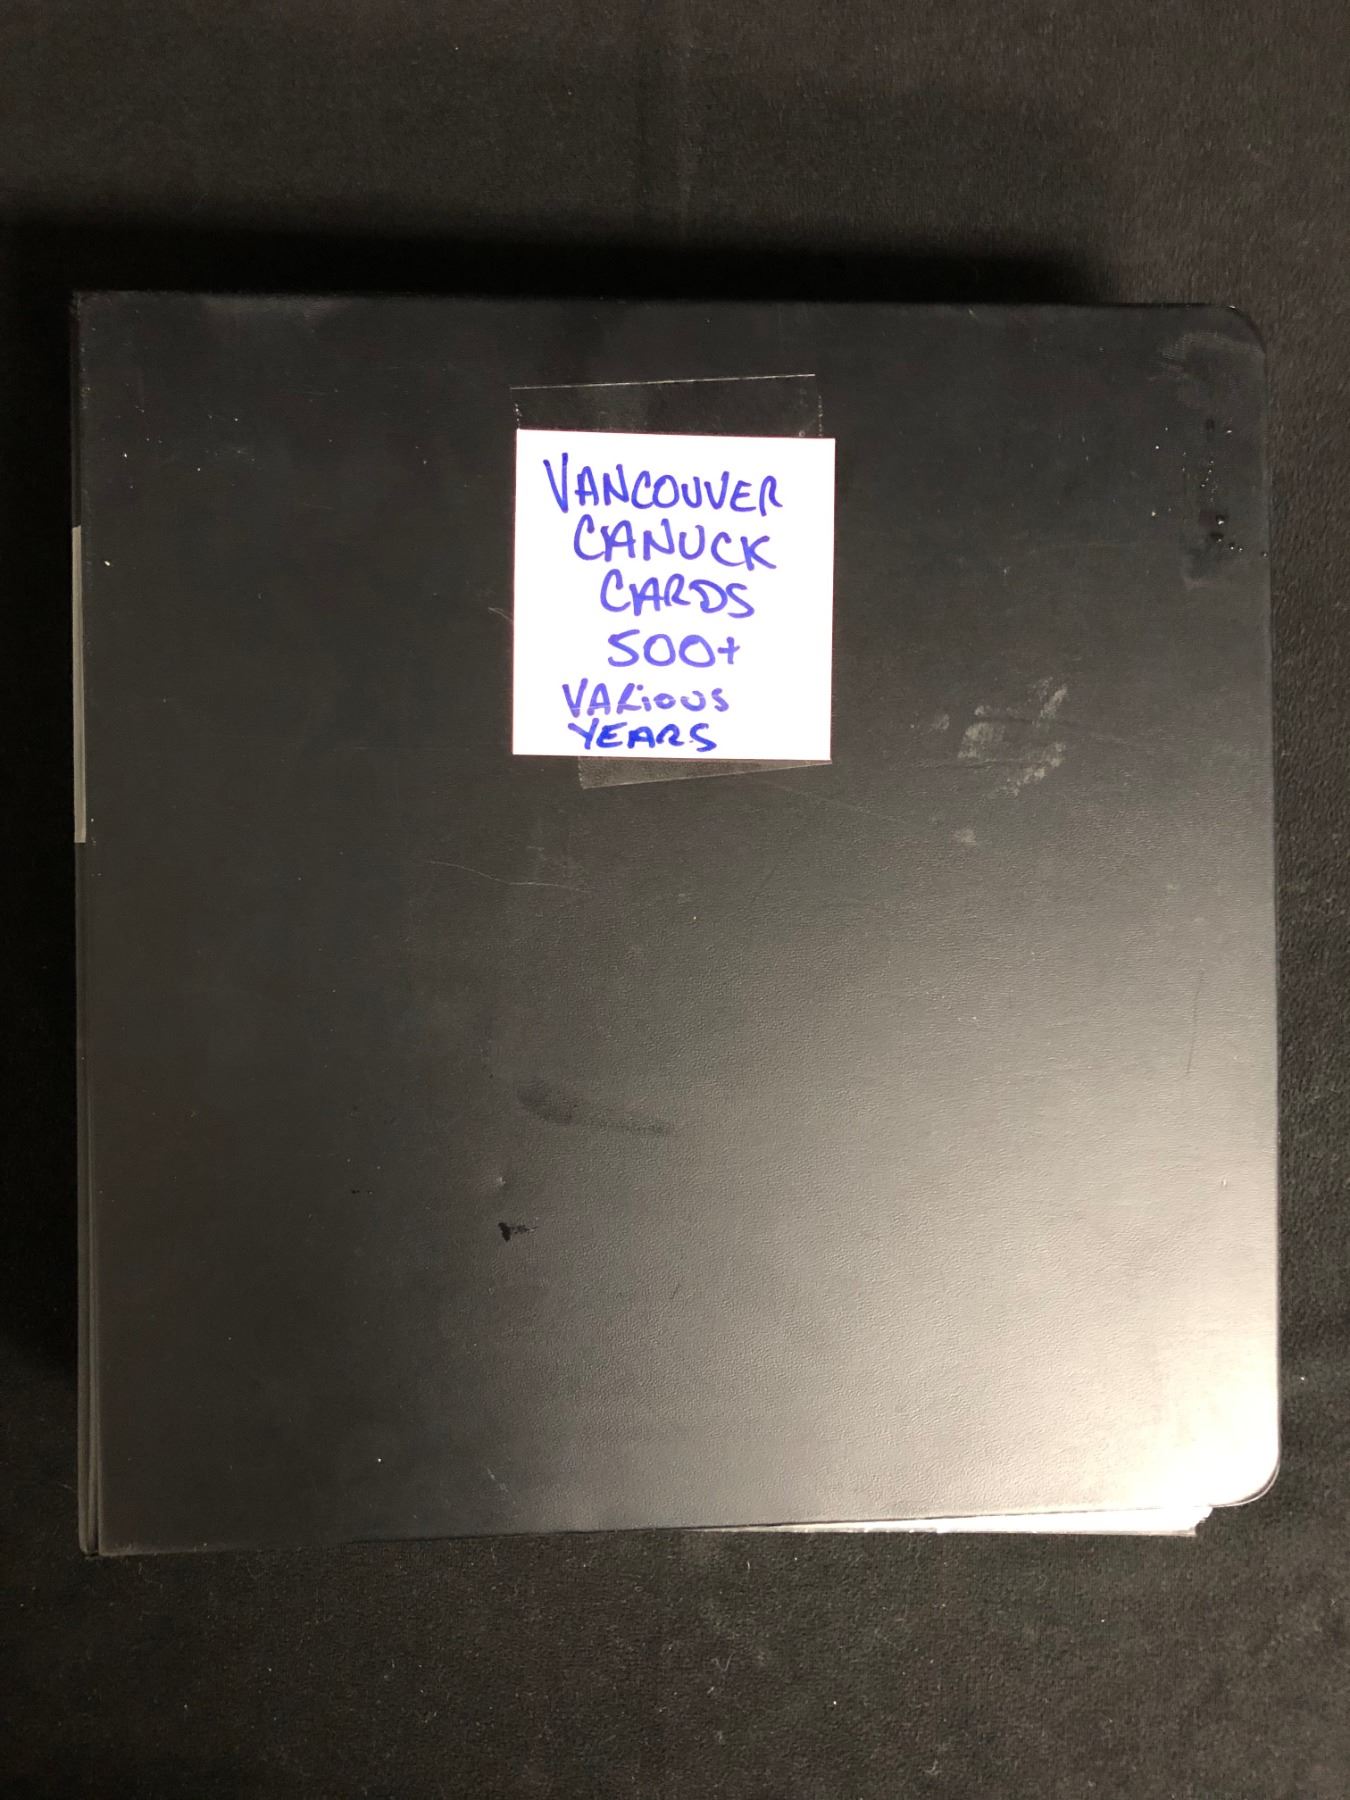 VANCOUVER
CANUCK
CARDS
500+
VARiOUS
YEARS